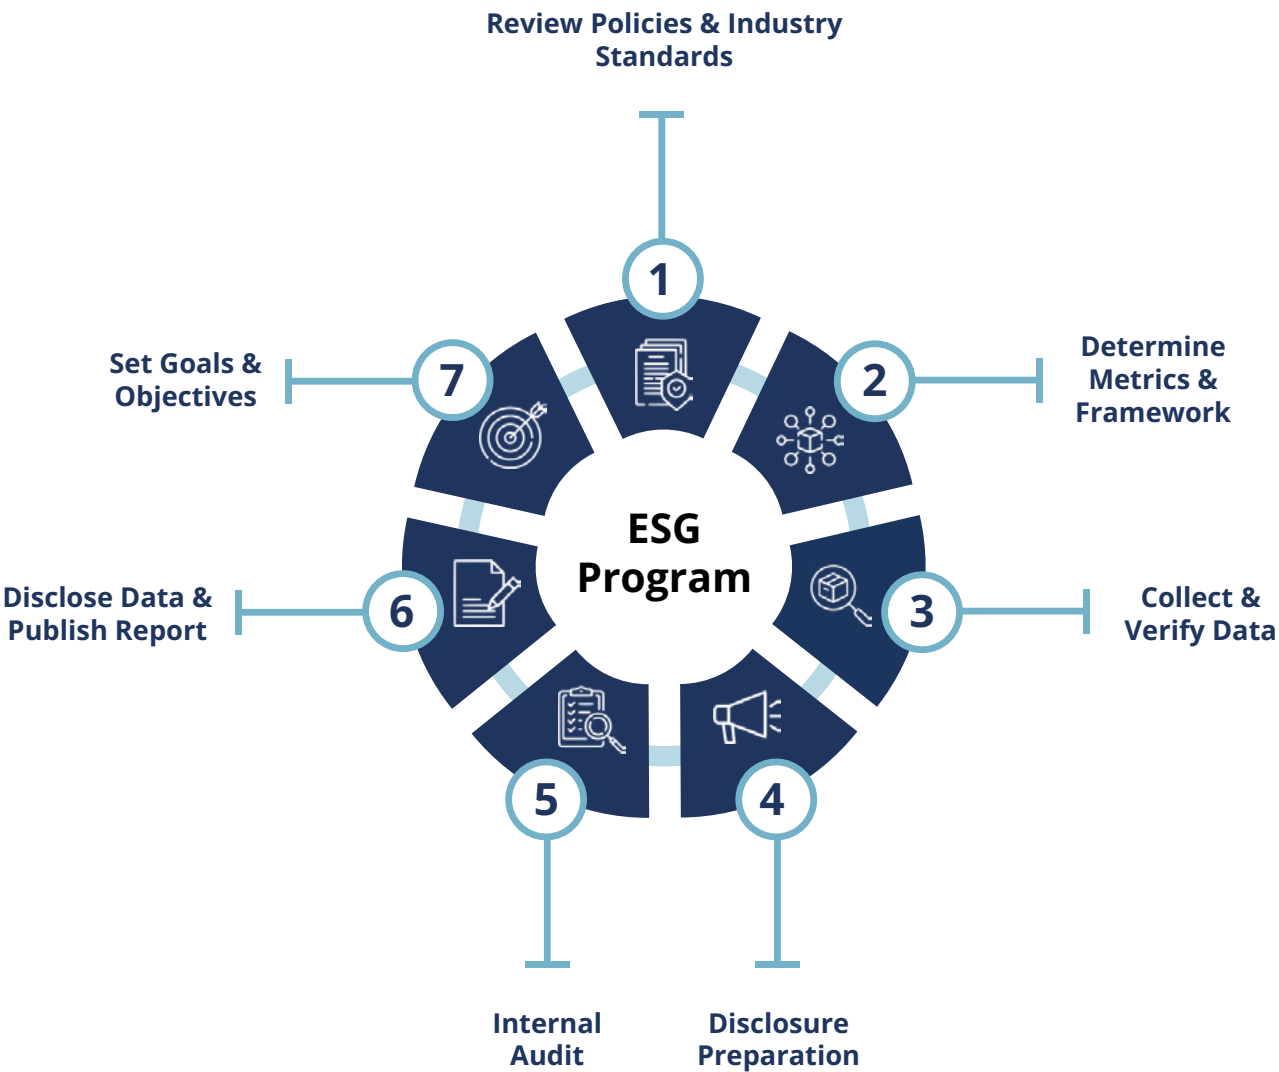 Review Policies & Industry
Standards
1
Determine
Metrics &
Framework
2
Collect &
Verify Data
3
Disclosure
Preparation
4
Internal
Audit
5
Disclose Data &
Publish Report
6
Set Goals &
Objectives
7
ESG
Program